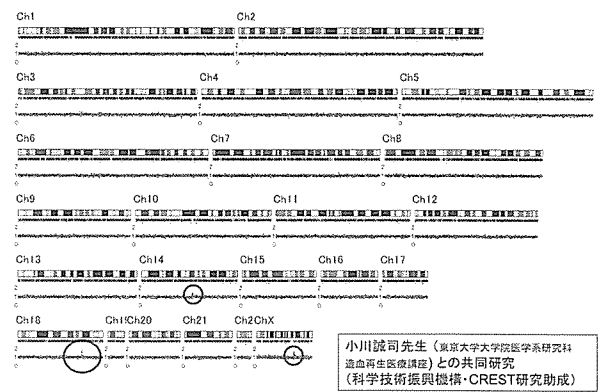 Ch1 Ch2
Ch3 Ch4 Ch5
Ch6 Ch7 Ch8
Ch9 Ch10 Ch11 Ch12
Ch13 Ch14 Ch15 Ch16 Ch17
Ch18 Ch19 Ch20 Ch21 Ch2 ChX
小川誠司先生（東京大学大学院医学系研究科
造血再生医療講座）との共同研究
（科学技術振興機構・CREST研究助成）